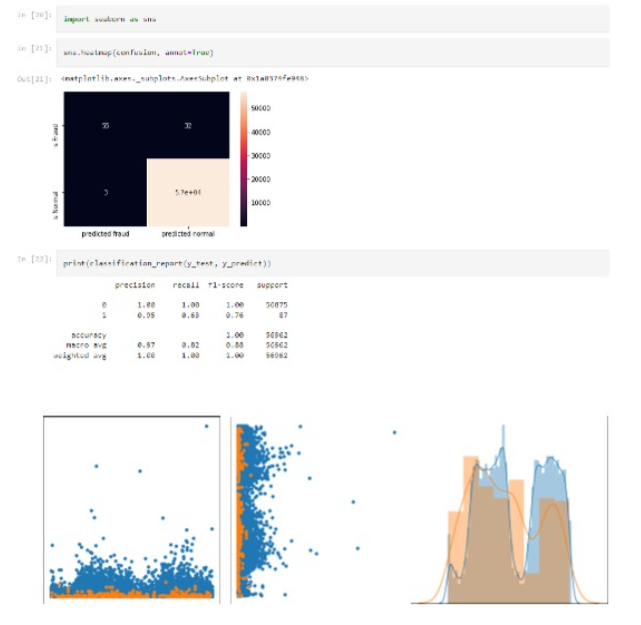 In [20]: import seaborn as sns
In [21]: sns.heatmap(confusion, annot=True)
Out[21]: <matplotlib.axes._subplots.AxesSubplot at
50000
55 32
40000
is Fraud
30000
20000
3 5.7e+04
is Normal
10000
predicted fraud predicted normal
In [22]: print(classification_report(y_test, y_predict))
precision recall f1-score support
0 1.00 1.00 1.00 56875
1 0.95 0.63 0.76 87
accuracy 1.00 56962
macro avg 0.97 0.82 0.88 56962
weighted avg 1.00 1.00 1.00 56962